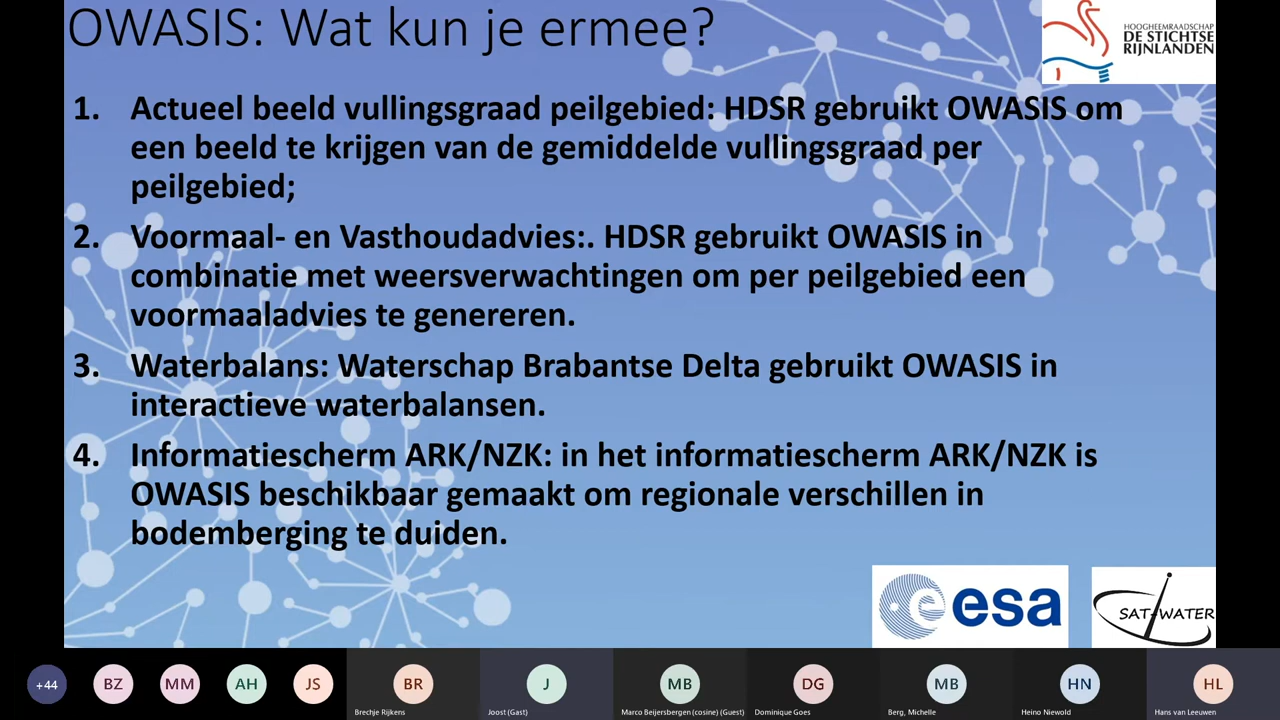 OWASIS: Wat kun je ermee?
HOOGHEEMRAADSCHAP
DE STICHTSE
RIJNLANDEN
1. Actueel beeld vullingsgraad peilgebied: HDSR gebruikt OWASIS om
een beeld te krijgen van de gemiddelde vullingsgraad per
peilgebied;
2. Voormaal- en Vasthoudadvies:. HDSR gebruikt OWASIS in
combinatie met weersverwachtingen om per peilgebied een
voormaaladvies te genereren.
3. Waterbalans: Waterschap Brabantse Delta gebruikt OWASIS in
interactieve waterbalansen.
4. Informatiescherm ARK/NZK: in het informatiescherm ARK/NZK is
OWASIS beschikbaar gemaakt om regionale verschillen in
bodemberging te duiden.
esa
SAT-WATER
+44 BZ MM AH JS BR J MB DG MB HN HL
Brechje Rijkens Joost (Gast) Marco Beijersbergen (cosine) (Guest) Dominique Goes Berg, Michelle Heino Niewold Hans van Leeuwen